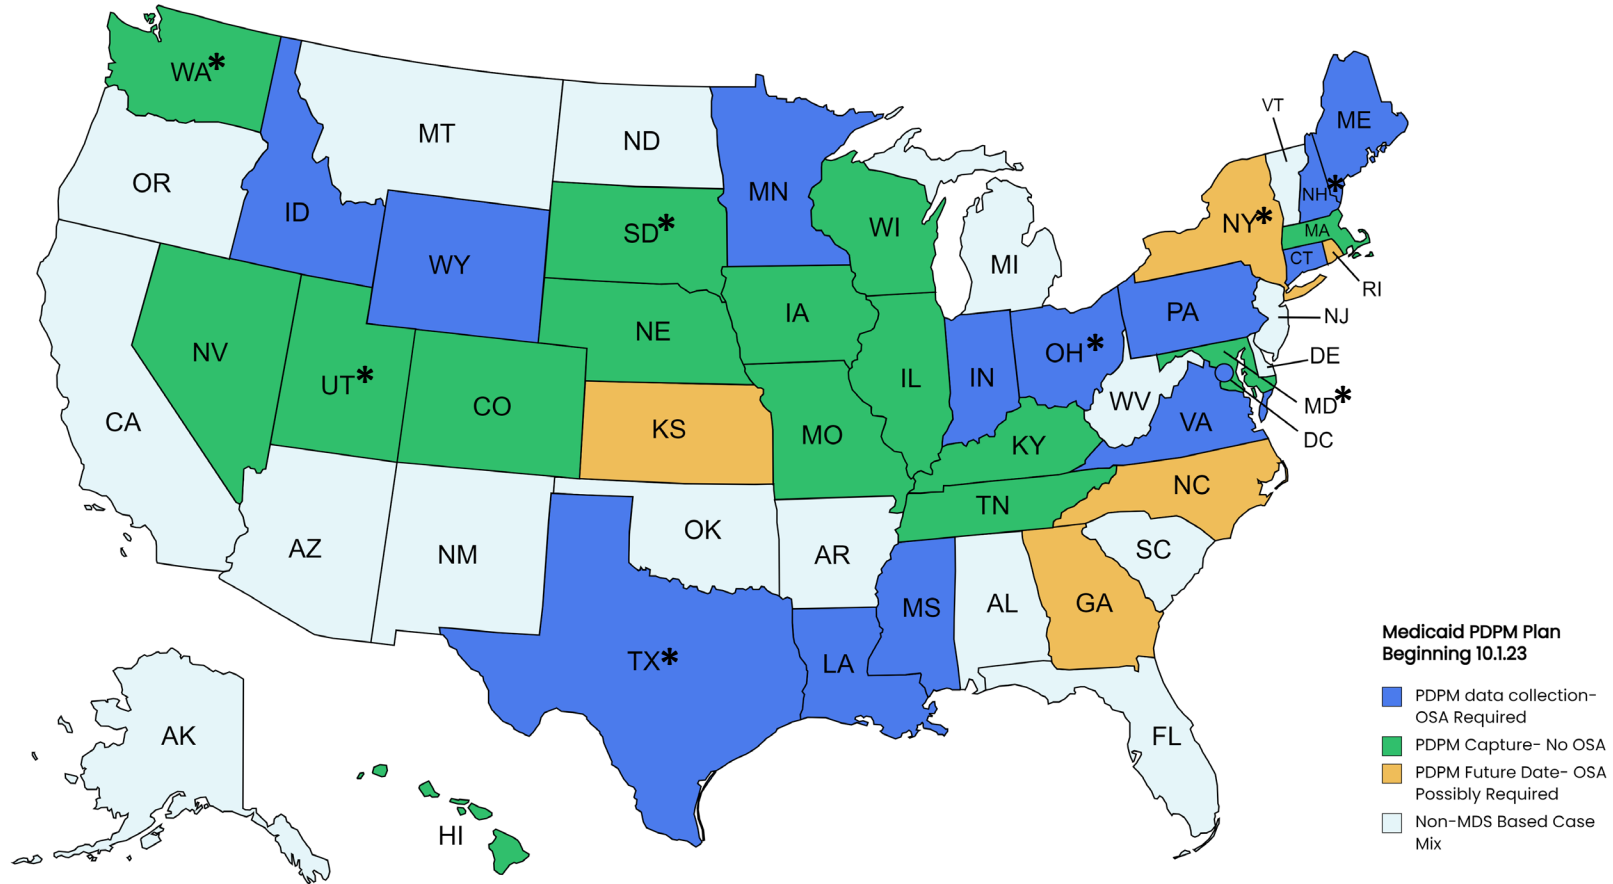 WA*
VT
ME
MT
ND
OR
MN
ID
NH*
SD*
WI
NY*
MA
WY
MI
CT
RI
IA
PA
NJ
NE
NV
OH*
DE
UT*
IL
IN
CO
WV
MD*
CA
KS
MO
VA
DC
KY
NC
TN
OK
AZ
NM
AR
SC
MS
AL
GA
TX*
LA
AK
FL
HI
Medicaid PDPM Plan
Beginning 10.1.23
PDPM data collection-
OSA Required
PDPM Capture- No OSA
PDPM Future Date- OSA
Possibly Required
Non-MDS Based Case
Mix